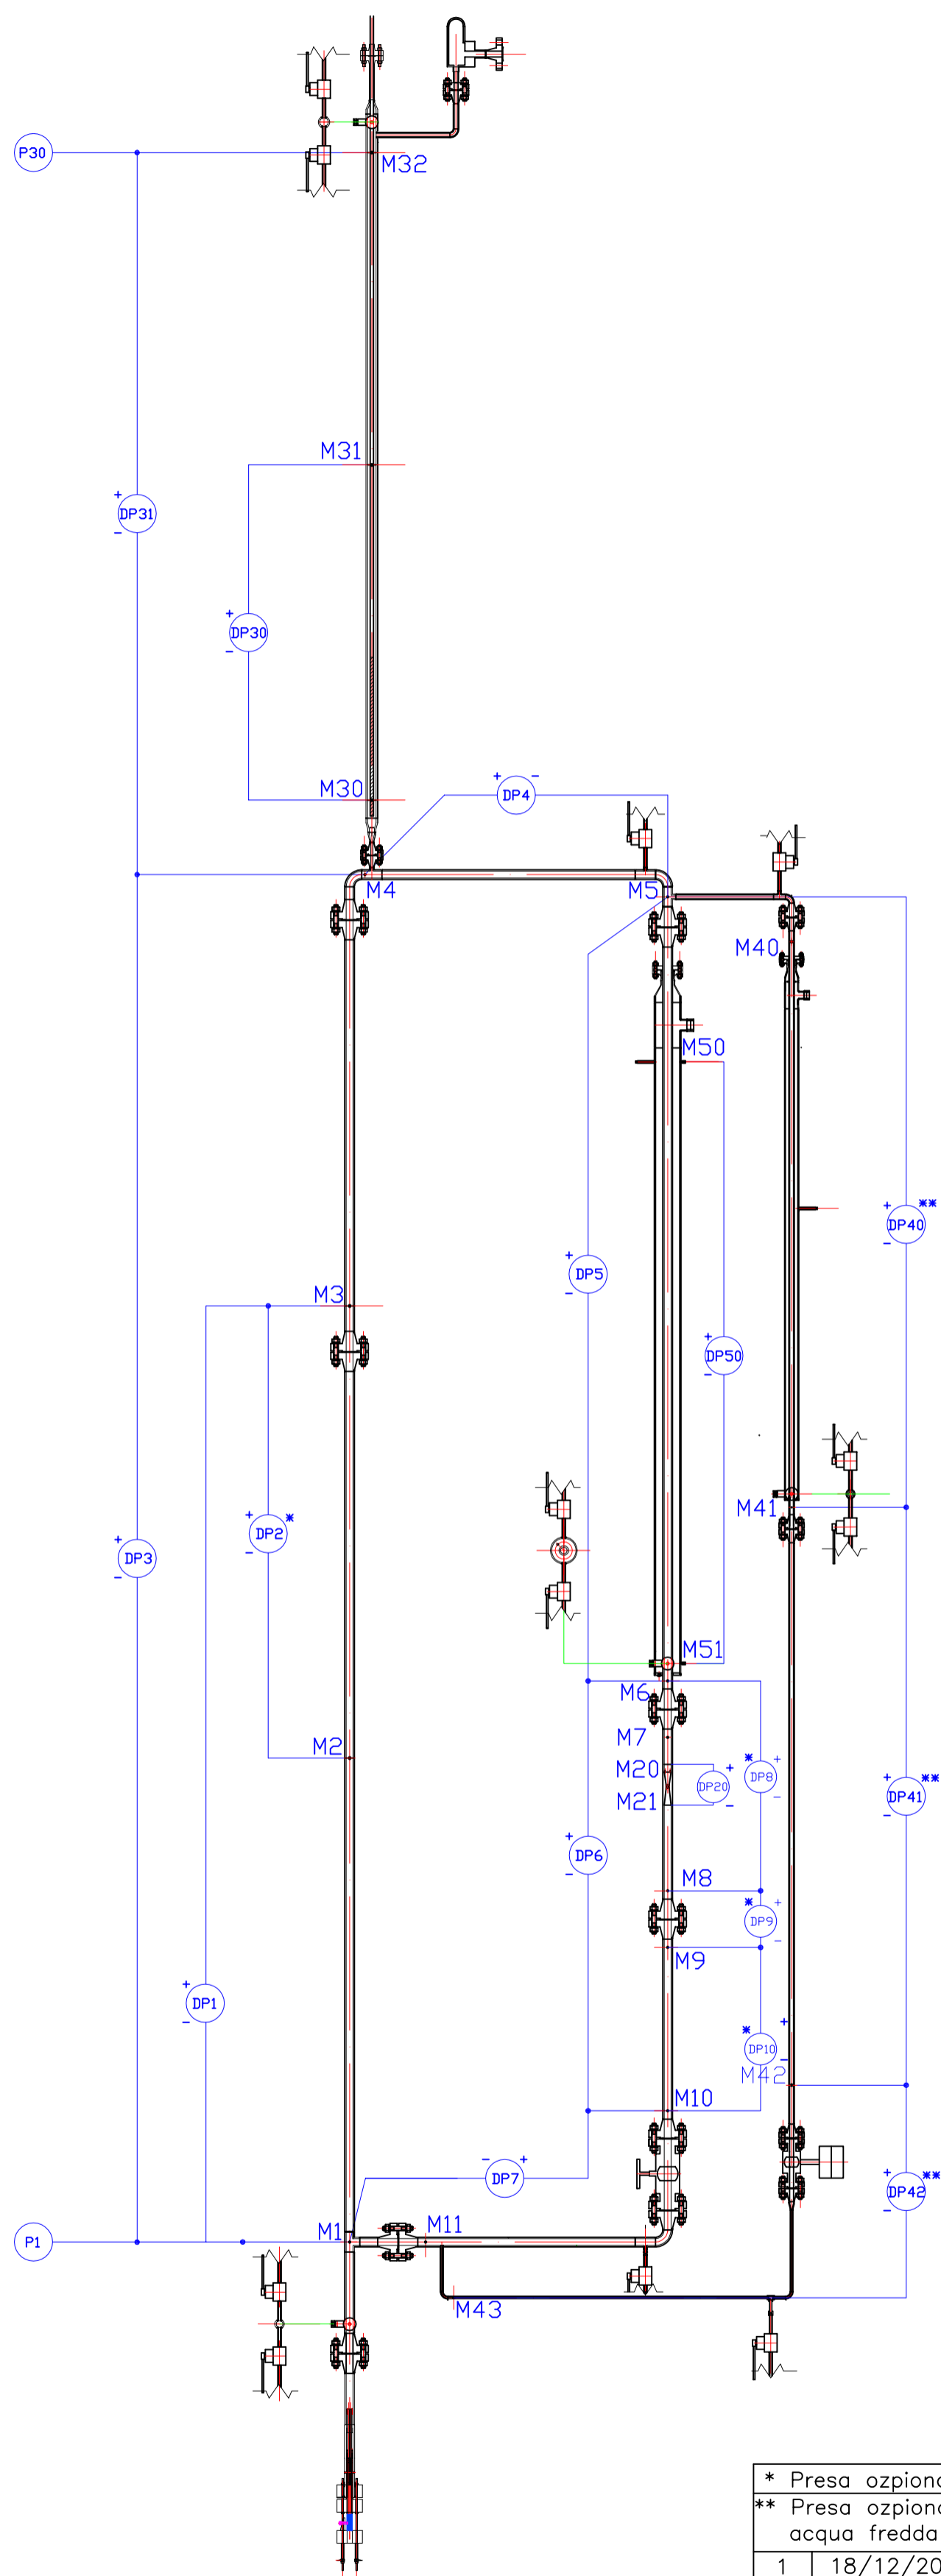 P30
M32
M31
+
DP31
-
+
DP30
-
M30
+ -
DP4
M4
M5
M40
M50
+ **
DP40
-
+
DP5
-
M3
+
DP50
-
M41
+ *
DP2
-
+
DP3
-
M51
M6
M7
M2
M20
* +
DP8
-
+
DP20
-
M21
+ **
DP41
-
+
DP6
-
M8
* +
DP9
-
M9
+
DP1
-
+
*
DP10
-
M42
M10
- +
DP7
+ **
DP42
-
M1
M11
P1
M43
* Presa ozpiona
** Presa ozpiona
acqua fredda
1 18/12/20